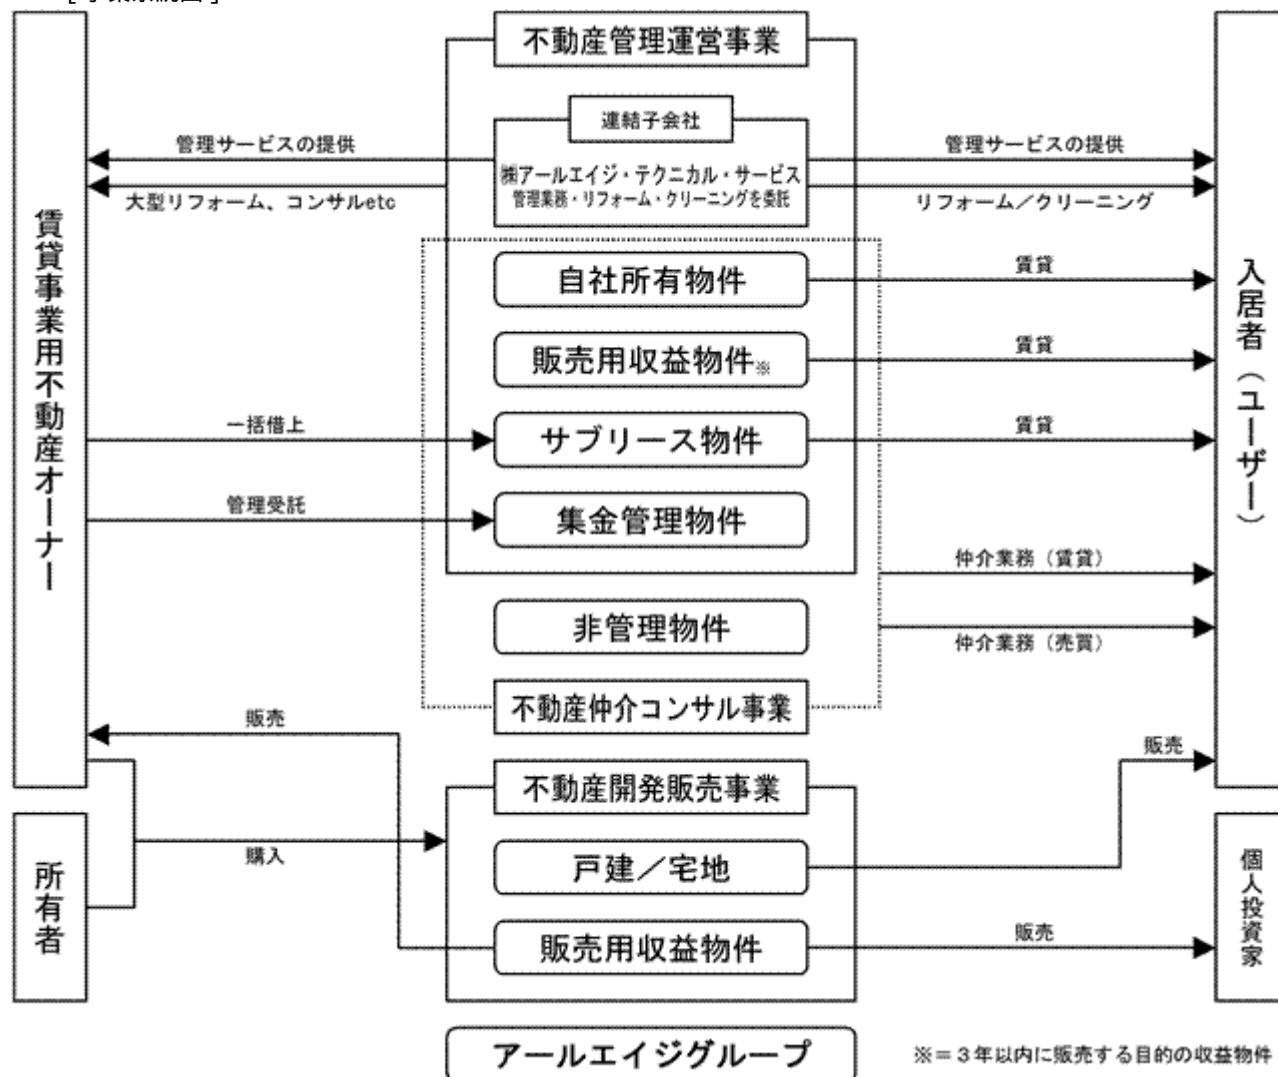 [事業系統図]
不動産管理運営事業
連結子会社
管理サービスの提供
管理サービスの提供
㈱アールエイジ・テクニカル・サービス
管理業務・リフォーム・クリーニングを委託
大型リフォーム、コンサルetc
リフォーム／クリーニング
賃貸事業用不動産オーナー
入居者（ユーザー）
自社所有物件
賃貸
販売用収益物件※
賃貸
一括借上
サブリース物件
賃貸
管理受託
集金管理物件
仲介業務（賃貸）
非管理物件
仲介業務（売買）
不動産仲介コンサル事業
販売
販売
不動産開発販売事業
所有者
購入
戸建／宅地
個人投資家
販売用収益物件
販売
アールエイジグループ
※＝３年以内に販売する目的の収益物件